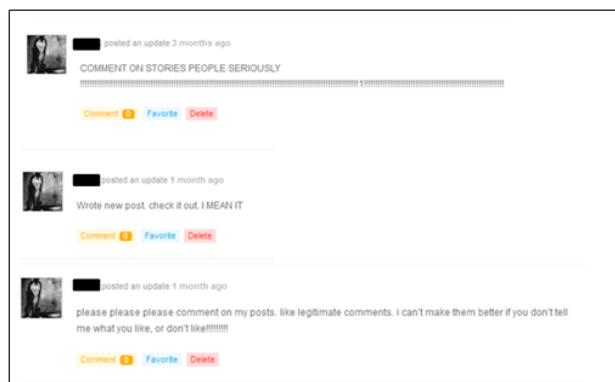 posted an update 3 months ago
COMMENT ON STORIES PEOPLE SERIOUSLY
!!!!!!!!!!!!!!!!!!!!!!!!!!!!!!!!!!!!!!!!!!!!!!!!!!!!!!!!!!!!!!!!!!!!!!!!!!!!!!!!!!!!!!!!!!!!!!!!!!!!!!!!!!!1!!!!!!!!!!!!!!!!!!!!!!!!!!!!!!!!!!!!!!!!!!!!!!!!!!!!!!
Comment 0 Favorite Delete
posted an update 1 month ago
Wrote new post. check it out. I MEAN IT
Comment 0 Favorite Delete
posted an update 1 month ago
please please please comment on my posts. like legitimate comments. i can't make them better if you don't tell
me what you like, or don't like!!!!!!!!!
Comment 0 Favorite Delete